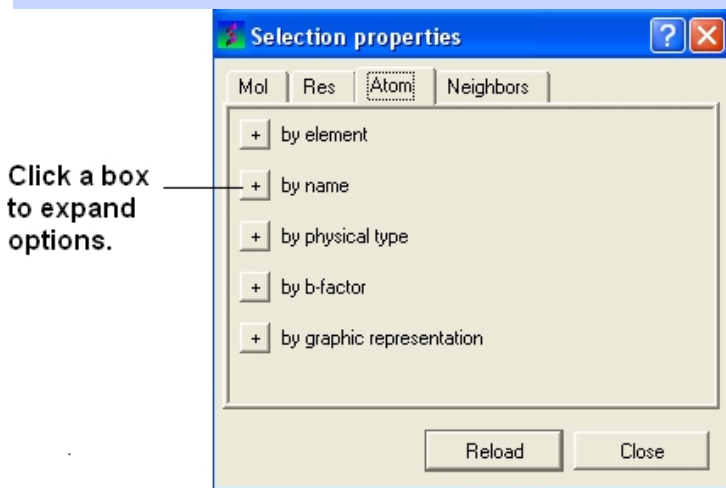 Selection properties
Mol Res Atom Neighbors
+ by element
+ by name
+ by physical type
+ by b-factor
+ by graphic representation
Click a box
to expand
options.
Reload Close